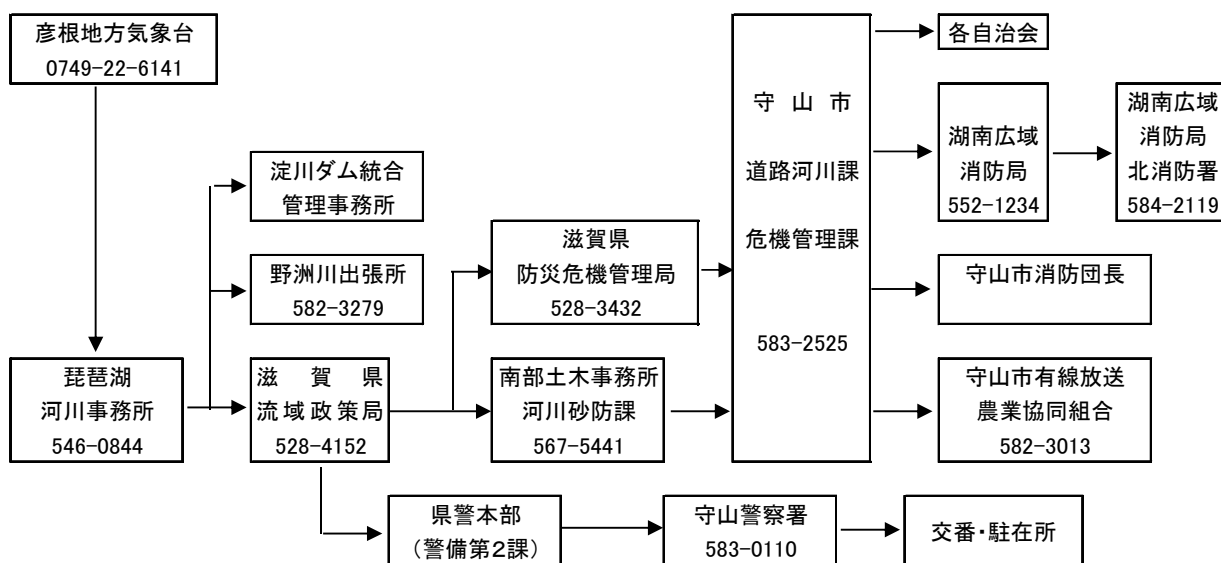 彦根地方気象台
0749-22-6141
淀川ダム統合
管理事務所
野洲川出張所
582-3279
琵琶湖
河川事務所
546-0844
滋賀県
流域政策局
528-4152
滋賀県
防災危機管理局
528-3432
南部土木事務所
河川砂防課
567-5441
守山市
道路河川課
危機管理課
583-2525
各自治会
湖南広域
消防局
552-1234
湖南広域
消防局
北消防署
584-2119
守山市消防団長
守山市有線放送
農業協同組合
582-3013
県警本部
（警備第２課）
守山警察署
583-0110
交番・駐在所